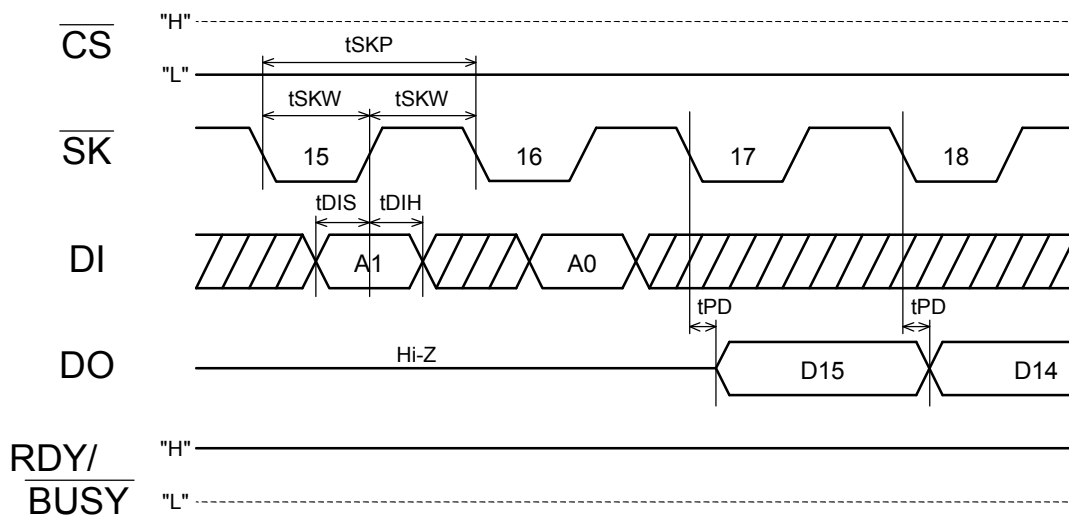 "H"
CS
tSKP
"L"
tSKW tSKW
SK 15 16 17 18
tDIS tDIH
DI A1 A0
tPD tPD
Hi-Z
DO D15 D14
"H"
RDY/
BUSY "L"